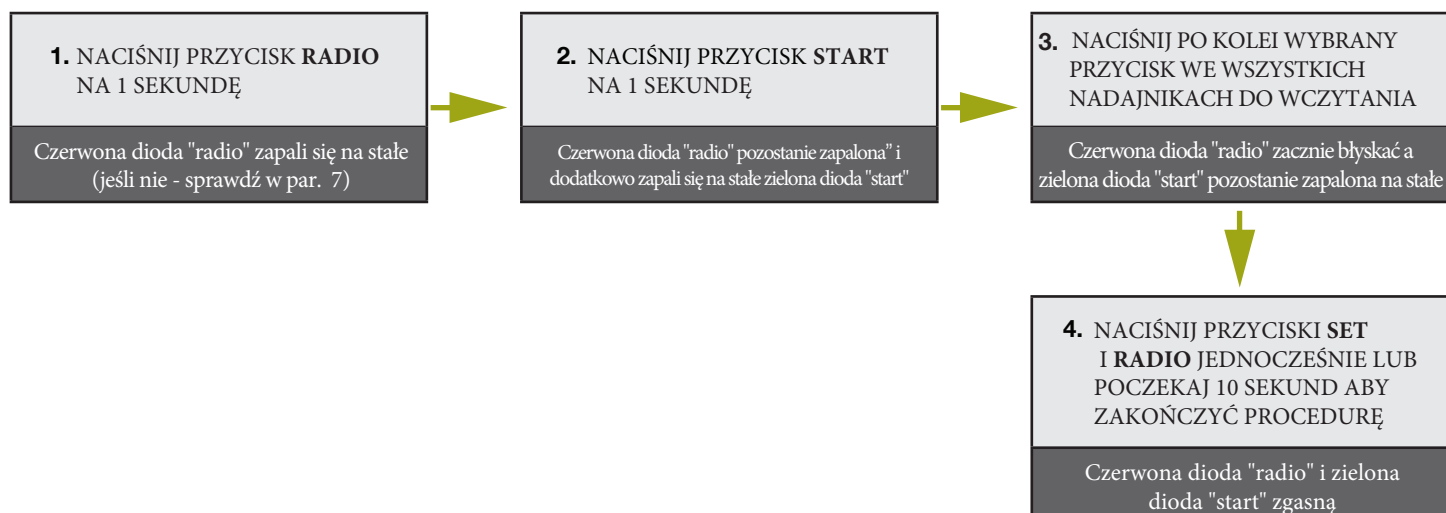 1. NACIŚNIJ PRZYCISK RADIO
NA 1 SEKUNDĘ
Czerwona dioda "radio" zapali się na stałe
(jeśli nie - sprawdź w par. 7)
2. NACIŚNIJ PRZYCISK START
NA 1 SEKUNDĘ
Czerwona dioda "radio" pozostanie zapalona” i
dodatkowo zapali się na stałe zielona dioda "start"
3. NACIŚNIJ PO KOLEI WYBRANY
PRZYCISK WE WSZYSTKICH
NADAJNIKACH DO WCZYTANIA
Czerwona dioda "radio" zacznie błyskać a
zielona dioda "start" pozostanie zapalona na stałe
4. NACIŚNIJ PRZYCISKI SET
I RADIO JEDNOCZEŚNIE LUB
POCZEKAJ 10 SEKUND ABY
ZAKOŃCZYĆ PROCEDURĘ
Czerwona dioda "radio" i zielona
dioda "start" zgasną